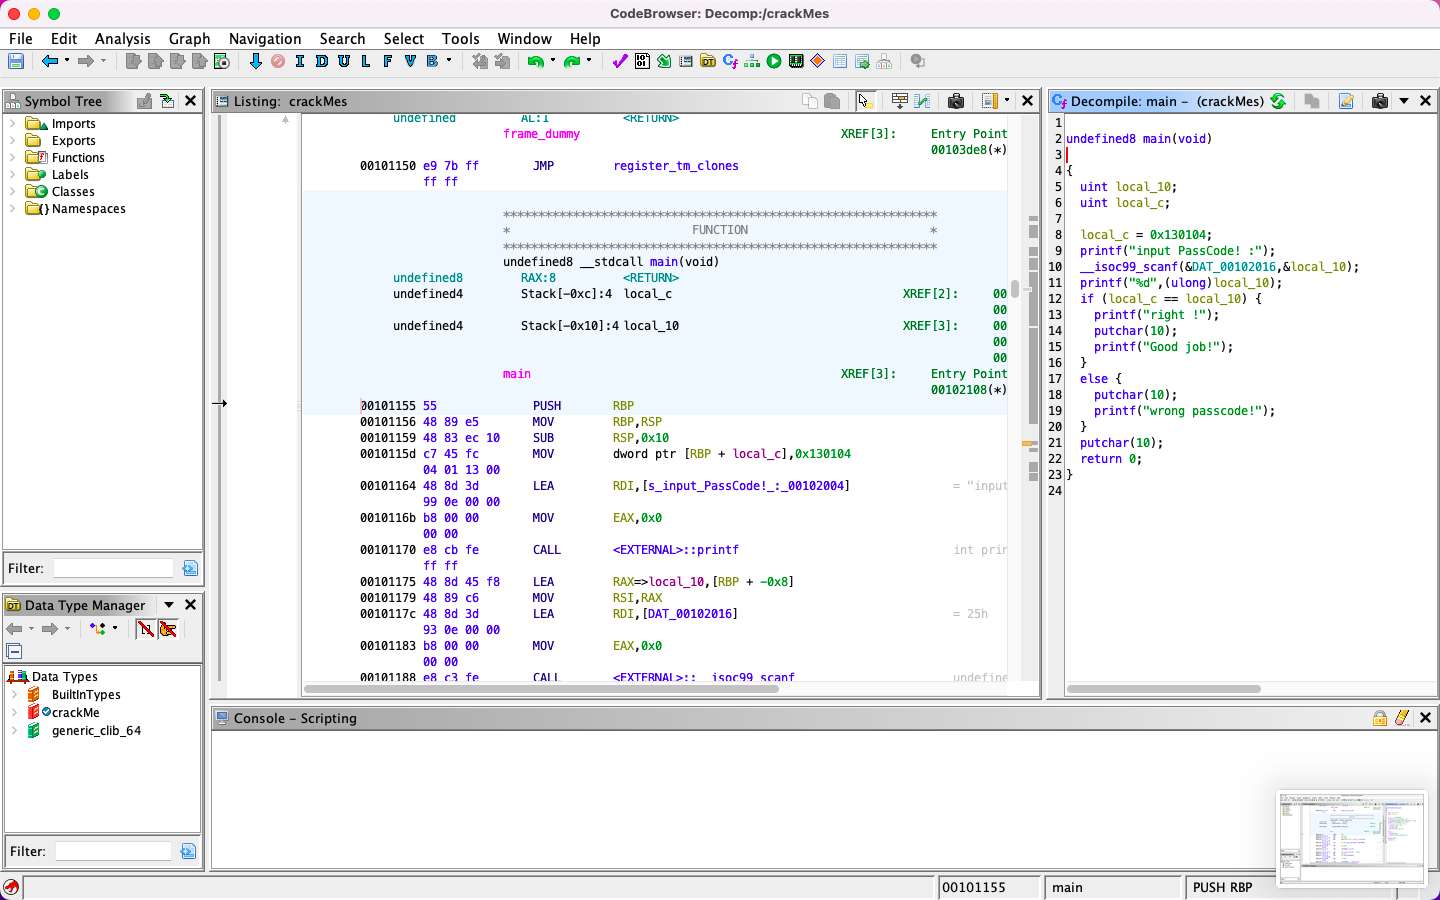 CodeBrowser: Decomp:/crackMes
File Edit Analysis Graph Navigation Search Select Tools Window Help
I D U L F V B
Symbol Tree
Imports
Exports
Functions
Labels
Classes
Namespaces
Filter:
Data Type Manager
Data Types
BuiltInTypes
crackMe
generic_clib_64
Filter:
Listing: crackMes
undefined AL:1 <RETURN>
frame_dummy XREF[3]: Entry Point
00103de8(*)
00101150 e9 7b ff JMP register_tm_clones
ff ff
**************************************************************
* FUNCTION *
**************************************************************
undefined8 __stdcall main(void)
undefined8 RAX:8 <RETURN>
undefined4 Stack[-0xc]:4 local_c XREF[2]: 00
00
undefined4 Stack[-0x10]:4 local_10 XREF[3]: 00
00
00
main XREF[3]: Entry Point
00102108(*)
00101155 55 PUSH RBP
00101156 48 89 e5 MOV RBP,RSP
00101159 48 83 ec 10 SUB RSP,0x10
0010115d c7 45 fc MOV dword ptr [RBP + local_c],0x130104
04 01 13 00
00101164 48 8d 3d LEA RDI,[s_input_PassCode!_:_00102004] = "input
99 0e 00 00
0010116b b8 00 00 MOV EAX,0x0
00 00
00101170 e8 cb fe CALL <EXTERNAL>::printf int prin
ff ff
00101175 48 8d 45 f8 LEA RAX=>local_10,[RBP + -0x8]
00101179 48 89 c6 MOV RSI,RAX
0010117c 48 8d 3d LEA RDI,[DAT_00102016] = 25h
93 0e 00 00
00101183 b8 00 00 MOV EAX,0x0
00 00
00101188 e8 c3 fe CALL <EXTERNAL>::__isoc99_scanf undefine
Decompile: main - (crackMes)
1
2 undefined8 main(void)
3
4 {
5 uint local_10;
6 uint local_c;
7
8 local_c = 0x130104;
9 printf("input PassCode! :");
10 __isoc99_scanf(&DAT_00102016,&local_10);
11 printf("%d",(ulong)local_10);
12 if (local_c == local_10) {
13 printf("right !");
14 putchar(10);
15 printf("Good job!");
16 }
17 else {
18 putchar(10);
19 printf("wrong passcode!");
20 }
21 putchar(10);
22 return 0;
23 }
24
Console - Scripting
00101155
main
PUSH RBP